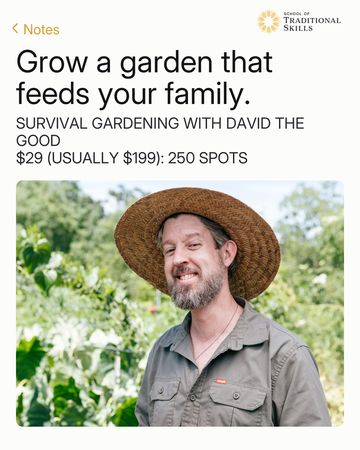 SCHOOL OF
TRADITIONAL
SKILLS
Notes
Grow a garden that
feeds your family.
SURVIVAL GARDENING WITH DAVID THE
GOOD
$29 (USUALLY $199): 250 SPOTS